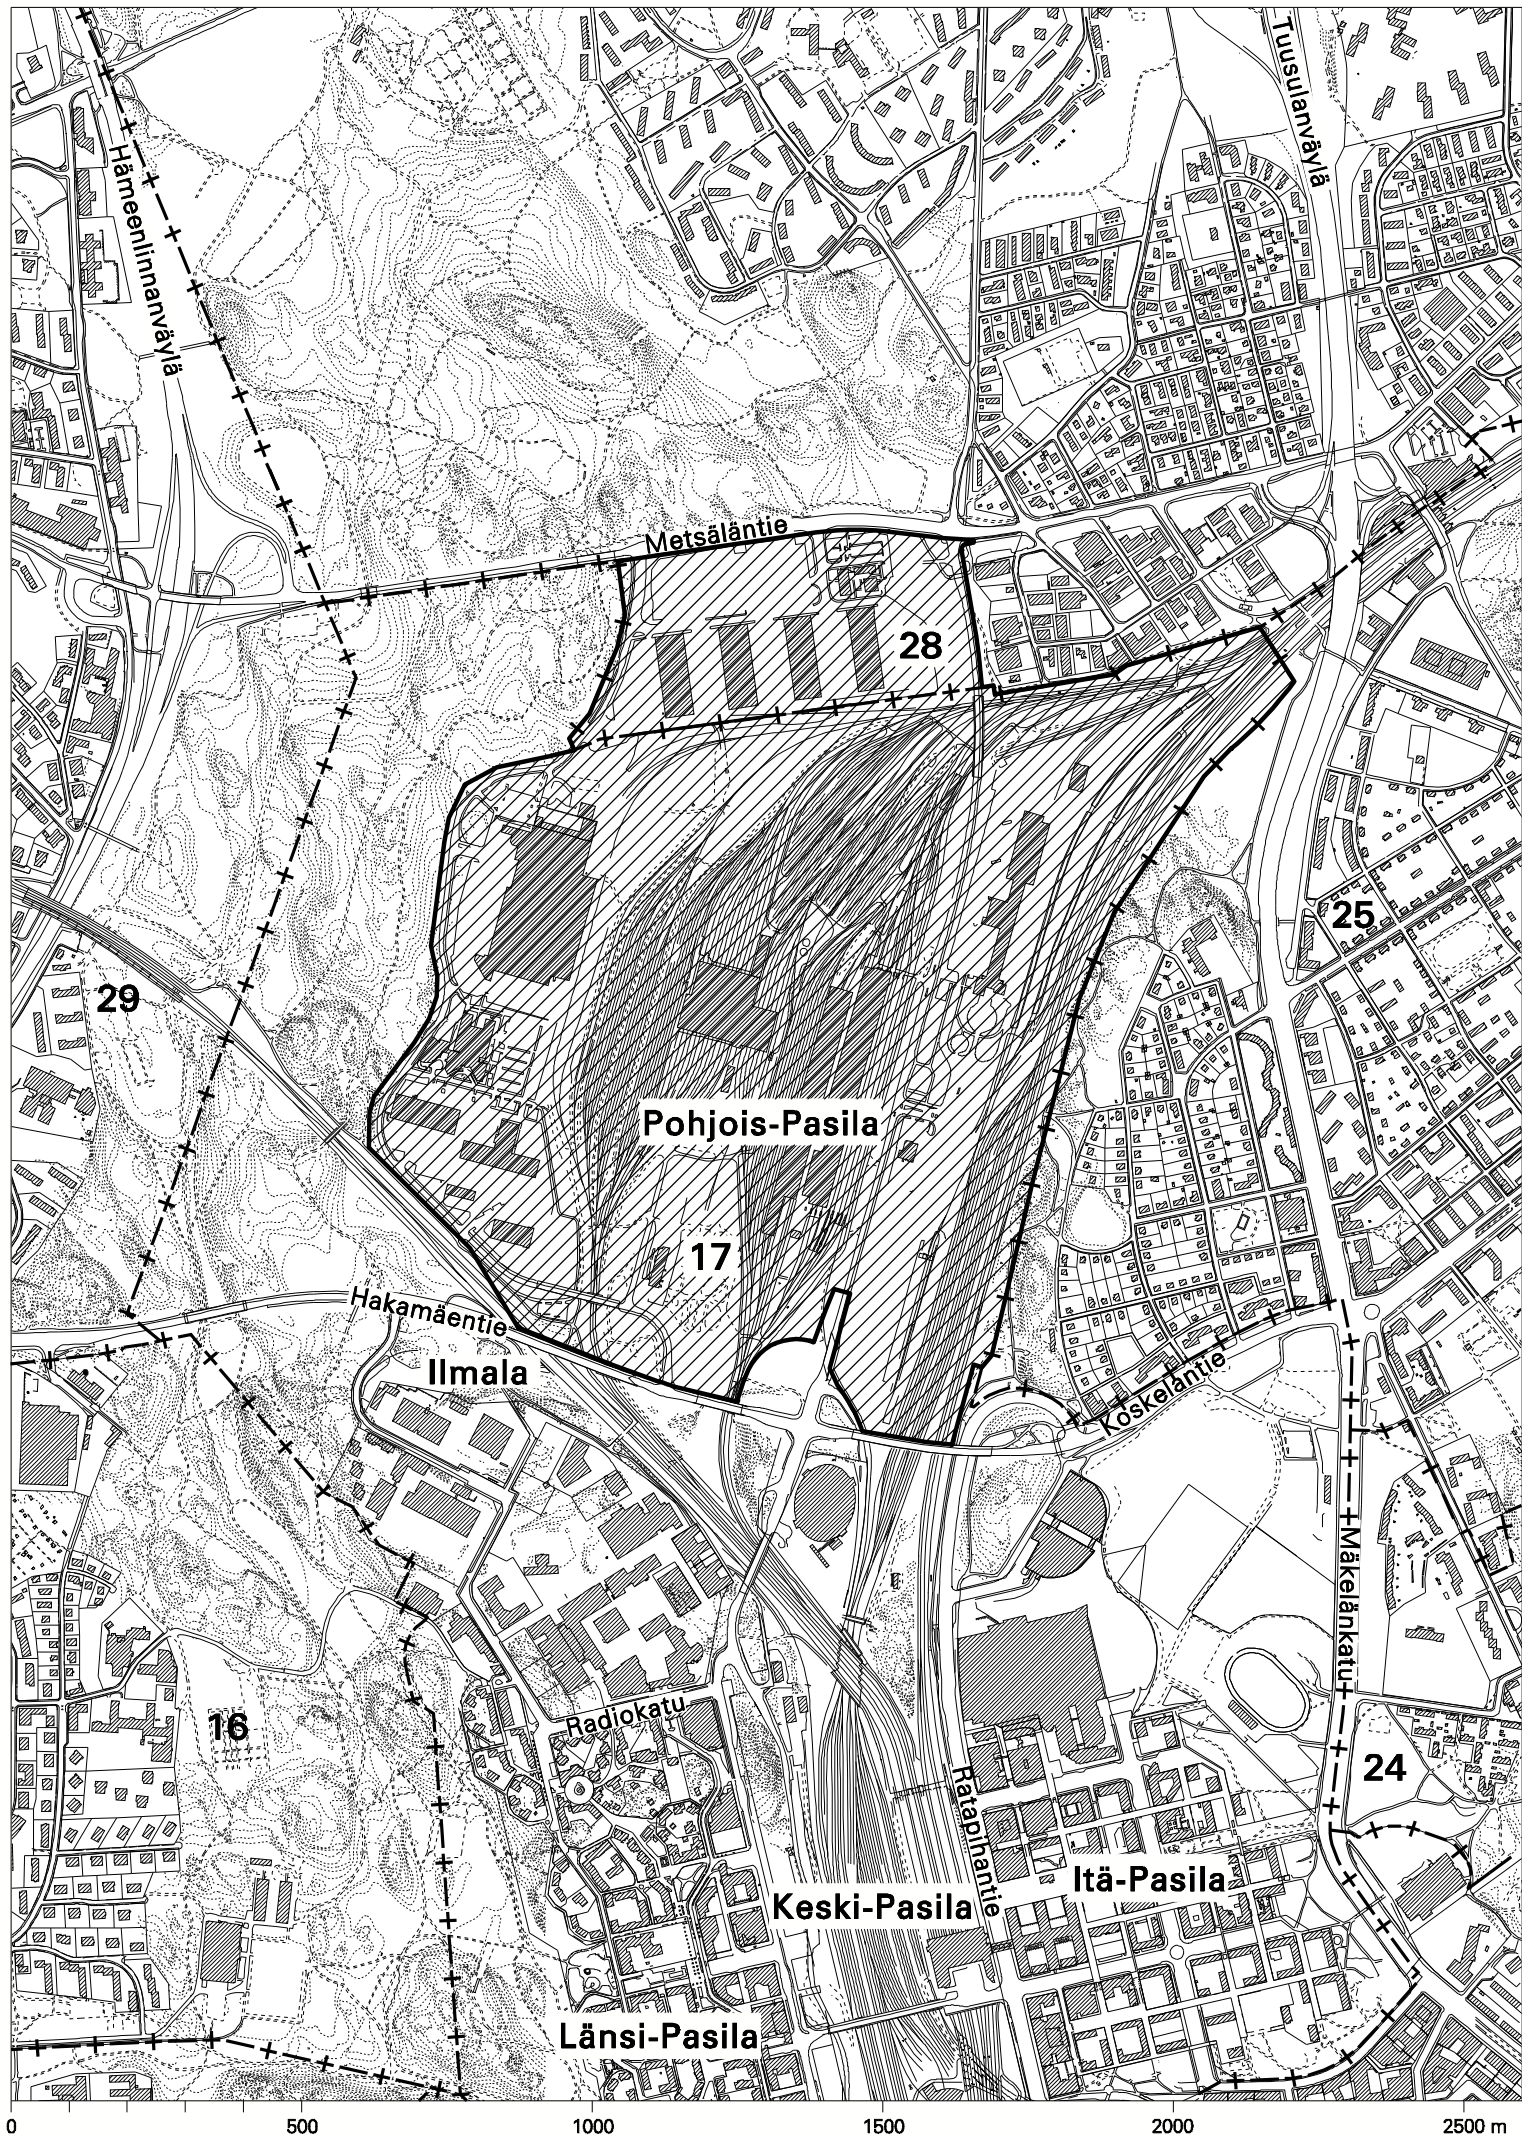 Tuusulanväylä
Hämeenlinnanväylä
Metsäläntie
28
25
29
Pohjois-Pasila
17
Hakamäentie
Ilmala
Koskeläntie
Mäkelänkatu
Radiokatu
16
24
Ratapihantie
Itä-Pasila
Keski-Pasila
Länsi-Pasila
0 500 1000 1500 2000 2500 m